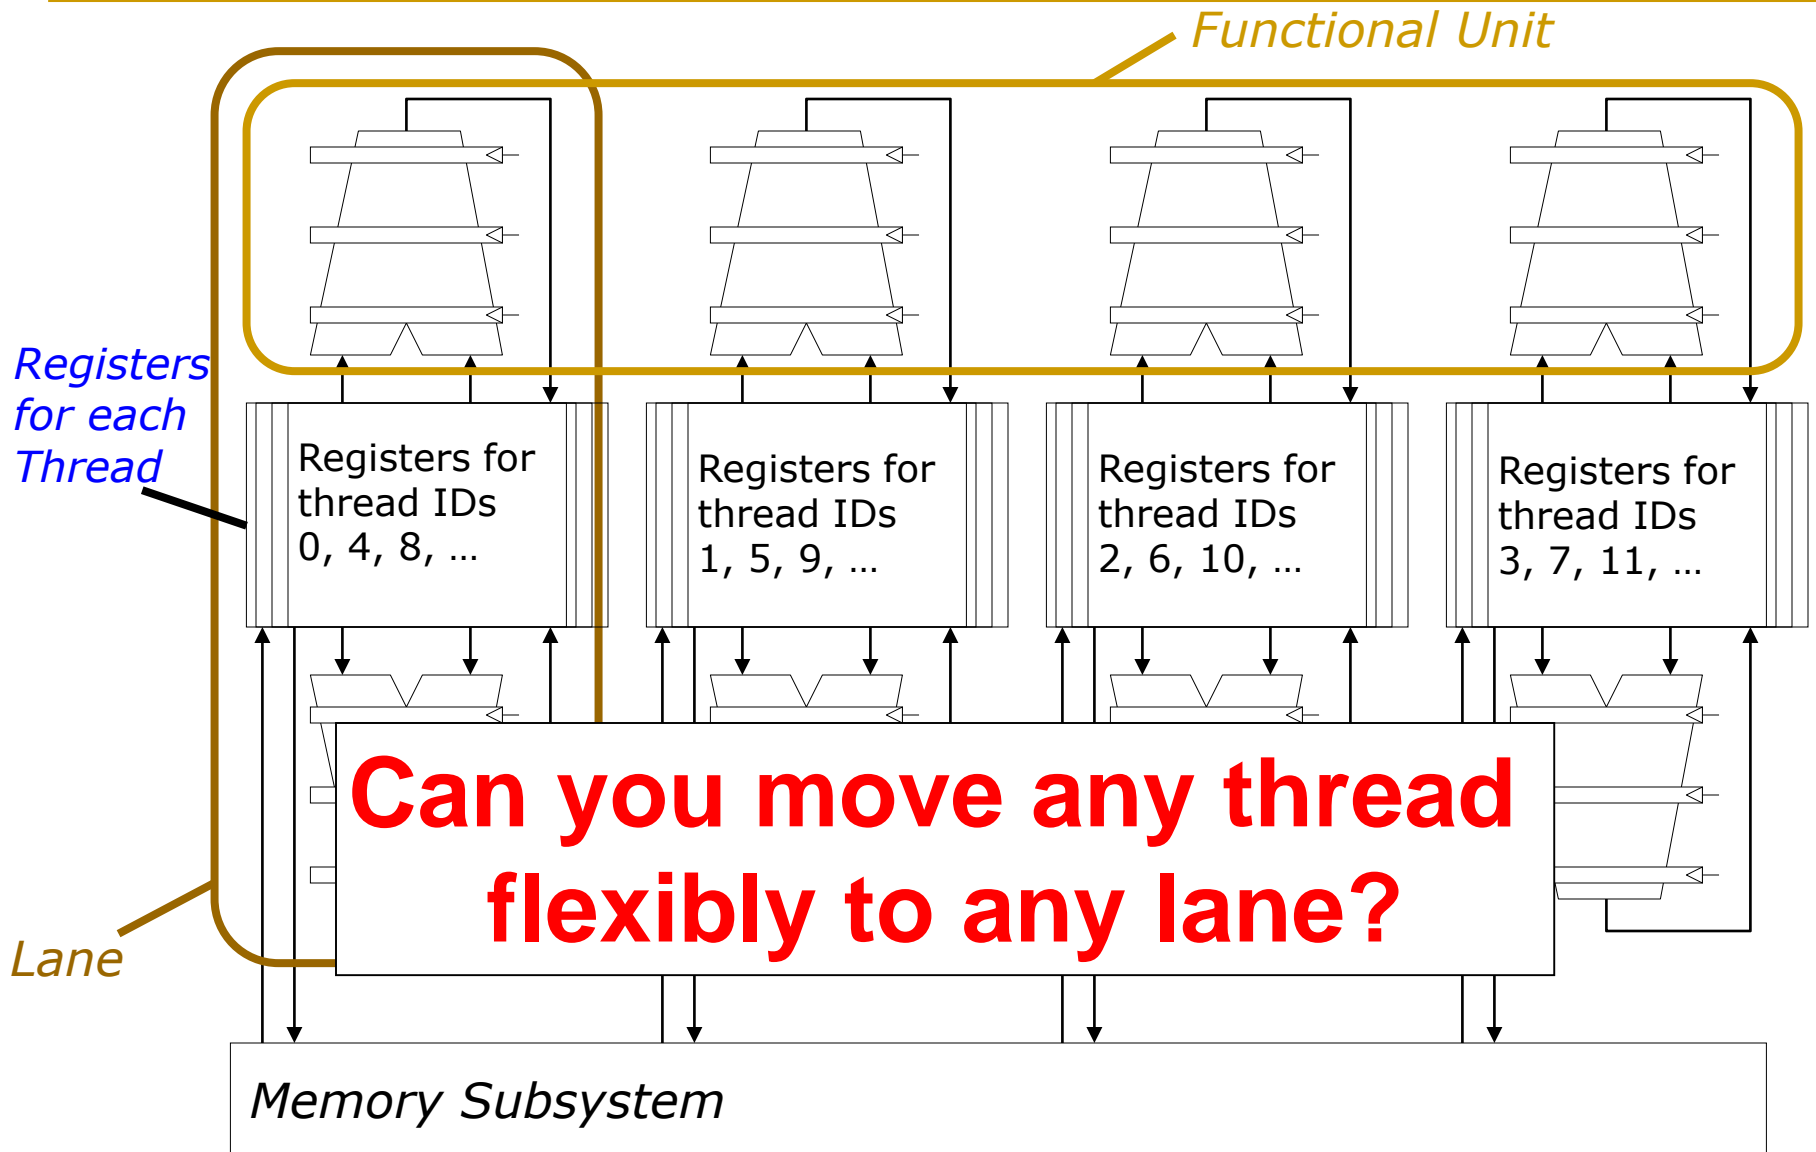 Functional Unit
Registers
for each
Thread
Registers for
thread IDs
0, 4, 8, …
Registers for
thread IDs
1, 5, 9, …
Registers for
thread IDs
2, 6, 10, …
Registers for
thread IDs
3, 7, 11, …
Can you move any thread
flexibly to any lane?
Lane
Memory Subsystem